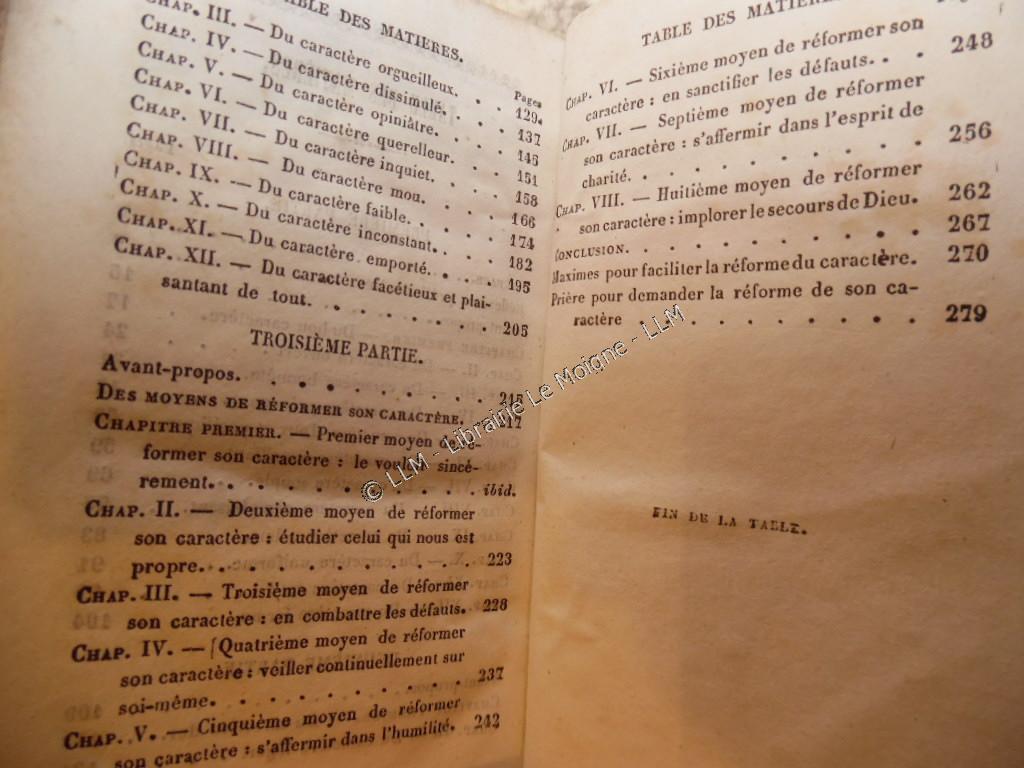 TABLE DES MATIÈRES.
Pages
CHAP. III. — Du caractère orgueilleux. . . 129.
CHAP. IV. — Du caractère dissimulé. . . . 137
CHAP. V. — Du caractère opiniâtre. . . . 145
CHAP. VI. — Du caractère querelleur. . . . 151
CHAP. VII. — Du caractère inquiet. . . . 158
CHAP. VIII. — Du caractère mou. . . . 166
CHAP. IX. — Du caractère faible. . . . 174
CHAP. X. — Du caractère inconstant. . . . 182
CHAP. XI. — Du caractère emporté. . . . 195
CHAP. XII. — Du caractère facétieux et plai-
santant de tout. . . . . . . . 205
TROISIÈME PARTIE.
Avant-propos. . . . . . . . . 215
DES MOYENS DE RÉFORMER SON CARACTÈRE. — 217
CHAPITRE PREMIER. — Premier moyen de ré-
former son caractère : le vouloir sincè-
rement. . . . . . . . . . ibid.
CHAP. II. — Deuxième moyen de réformer
son caractère : étudier celui qui nous est
propre. . . . . . . . . . 223
CHAP. III. — Troisième moyen de réformer
son caractère : en combattre les défauts. 228
CHAP. IV. — Quatrième moyen de réformer
son caractère : veiller continuellement sur
soi-même. . . . . . . . . 237
CHAP. V. — Cinquième moyen de réformer
son caractère : s'affermir dans l'humilité. 242
TABLE DES MATIÈRES
CHAP. VI. — Sixième moyen de réformer son
caractère : en sanctifier les défauts. . . 248
CHAP. VII. — Septième moyen de réformer
son caractère : s'affermir dans l'esprit de
charité. . . . . . . . . . 256
CHAP. VIII. — Huitième moyen de réformer
son caractère : implorer le secours de Dieu. 262
CONCLUSION. . . . . . . . . 267
Maximes pour faciliter la réforme du caractère. 270
Prière pour demander la réforme de son ca-
ractère . . . . . . . . . 279
FIN DE LA TABLE.
© LLM - Librairie Le Moigne - LLM